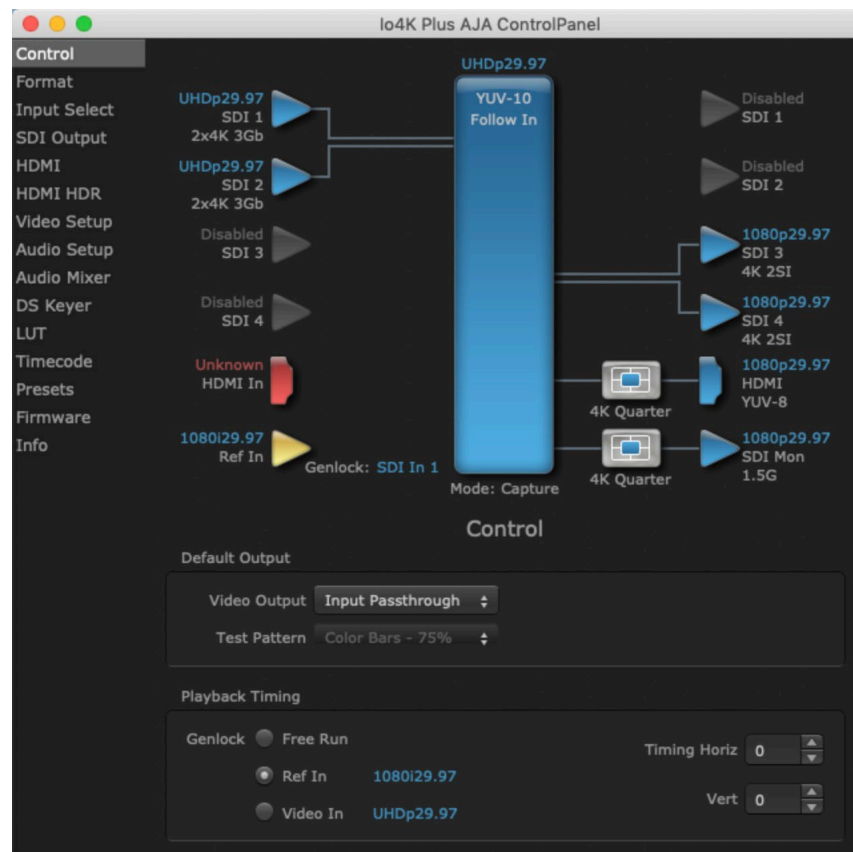 Io4K Plus AJA ControlPanel
Control
Format
Input Select
SDI Output
HDMI
HDMI HDR
Video Setup
Audio Setup
Audio Mixer
DS Keyer
LUT
Timecode
Presets
Firmware
Info
UHDp29.97
SDI 1
2x4K 3Gb
UHDp29.97
SDI 2
2x4K 3Gb
Disabled
SDI 3
Disabled
SDI 4
Unknown
HDMI In
1080i29.97
Ref In
Genlock: SDI In 1
UHDp29.97
YUV-10
Follow In
Mode: Capture
Disabled
SDI 1
Disabled
SDI 2
1080p29.97
SDI 3
4K 2SI
1080p29.97
SDI 4
4K 2SI
4K Quarter
1080p29.97
HDMI
YUV-8
4K Quarter
1080p29.97
SDI Mon
1.5G
Control
Default Output
Video Output Input Passthrough
Test Pattern Color Bars - 75%
Playback Timing
Genlock Free Run
Ref In 1080i29.97
Video In UHDp29.97
Timing Horiz 0
Vert 0